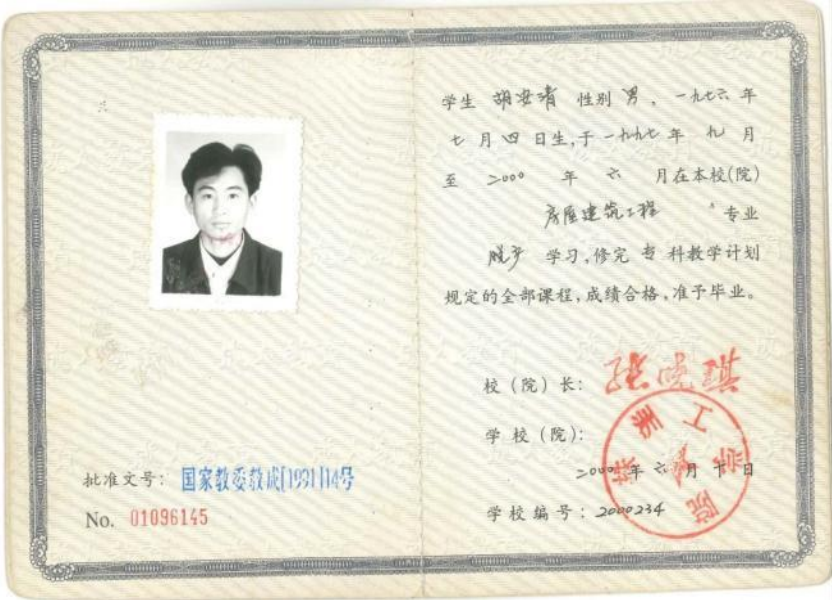 批准文号：国家教委教成[1991]14号
No. 01096145
学生 胡安清 性别 男，一九七六 年
七 月 四 日生，于 一九九七 年 九 月
至 二000 年 六 月在本校(院)
房屋建筑工程 专业
脱产 学习，修完 专 科教学计划
规定的全部课程，成绩合格，准予毕业。
校（院）长：
学 校（院）：
二000 年 六 月 十 日
学校编号：2000234